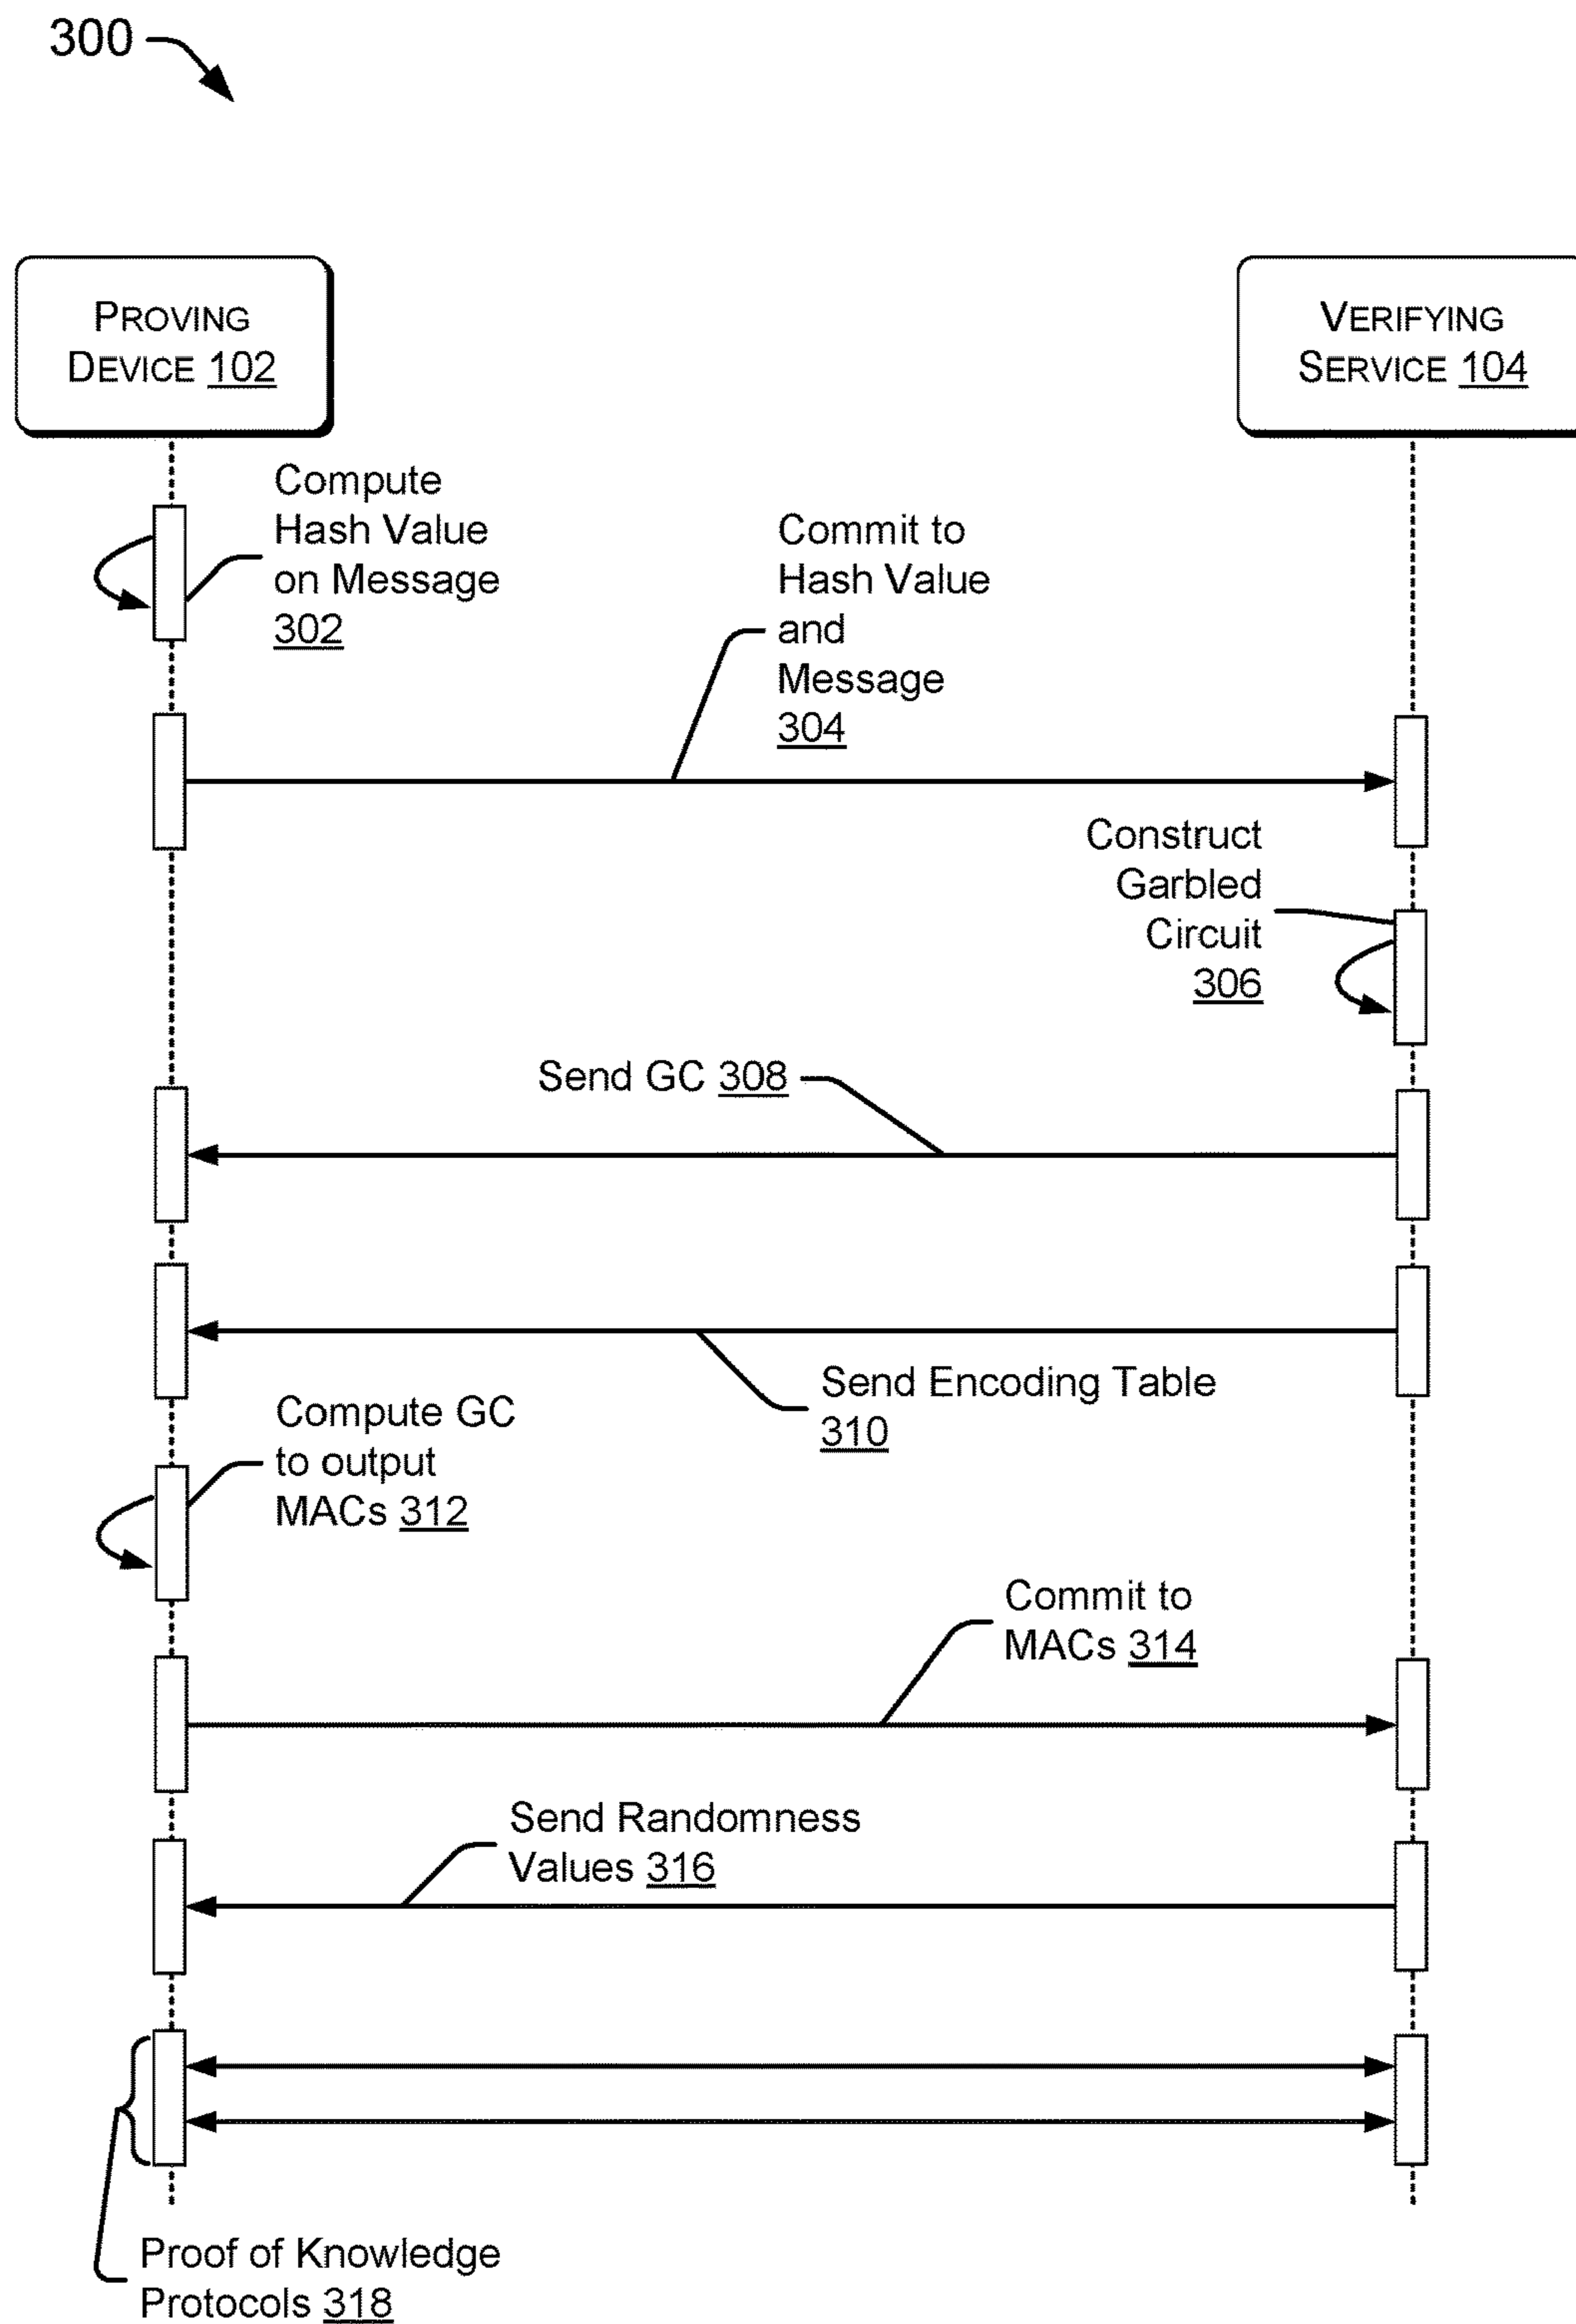 300
PROVING
DEVICE 102
VERIFYING
SERVICE 104
Compute
Hash Value
on Message
302
Commit to
Hash Value
and
Message
304
Construct
Garbled
Circuit
306
Send GC 308
Send Encoding Table
310
Compute GC
to output
MACs 312
Commit to
MACs 314
Send Randomness
Values 316
Proof of Knowledge
Protocols 318